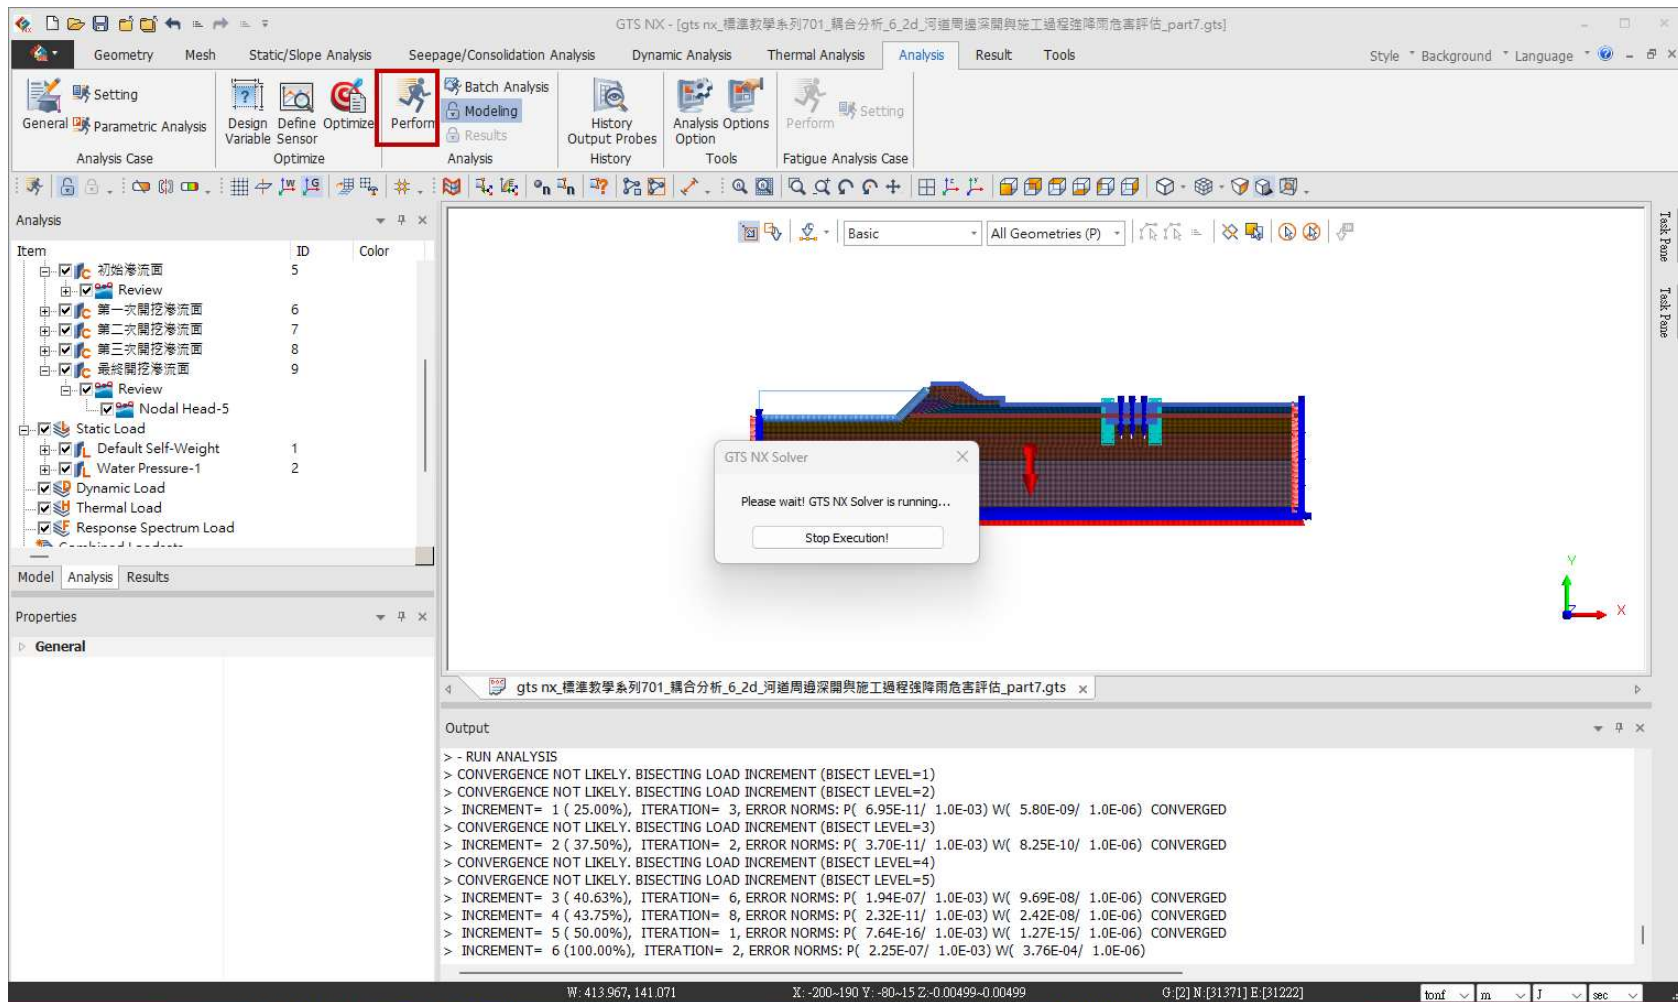 GTS NX - [gts nx_標準教學系列701_耦合分析_6_2d_河道周邊深開與施工過程強降雨危害評估_part7.gts]
Geometry Mesh Static/Slope Analysis Seepage/Consolidation Analysis Dynamic Analysis Thermal Analysis Analysis Result Tools Style Background Language
General Setting Parametric Analysis
Analysis Case
Design Variable Define Sensor Optimize
Optimize
Perform Batch Analysis Modeling Results
Analysis
History Output Probes
History
Analysis Option Options
Tools
Perform Setting
Fatigue Analysis Case
Analysis
Item ID Color
初始滲流面 5
Review
第一次開挖滲流面 6
第二次開挖滲流面 7
第三次開挖滲流面 8
最終開挖滲流面 9
Review
Nodal Head-5
Static Load
Default Self-Weight 1
Water Pressure-1 2
Dynamic Load
Thermal Load
Response Spectrum Load
Combined Loadsets
Model Analysis Results
Properties
General
Basic All Geometries (P)
Task Pane
Task Pane
GTS NX Solver
Please wait! GTS NX Solver is running...
Stop Execution!
Y
Z X
gts nx_標準教學系列701_耦合分析_6_2d_河道周邊深開與施工過程強降雨危害評估_part7.gts
Output
> - RUN ANALYSIS
> CONVERGENCE NOT LIKELY. BISECTING LOAD INCREMENT (BISECT LEVEL=1)
> CONVERGENCE NOT LIKELY. BISECTING LOAD INCREMENT (BISECT LEVEL=2)
> INCREMENT= 1 ( 25.00%), ITERATION= 3, ERROR NORMS: P( 6.95E-11/ 1.0E-03) W( 5.80E-09/ 1.0E-06) CONVERGED
> CONVERGENCE NOT LIKELY. BISECTING LOAD INCREMENT (BISECT LEVEL=3)
> INCREMENT= 2 ( 37.50%), ITERATION= 2, ERROR NORMS: P( 3.70E-11/ 1.0E-03) W( 8.25E-10/ 1.0E-06) CONVERGED
> CONVERGENCE NOT LIKELY. BISECTING LOAD INCREMENT (BISECT LEVEL=4)
> CONVERGENCE NOT LIKELY. BISECTING LOAD INCREMENT (BISECT LEVEL=5)
> INCREMENT= 3 ( 40.63%), ITERATION= 6, ERROR NORMS: P( 1.94E-07/ 1.0E-03) W( 9.69E-08/ 1.0E-06) CONVERGED
> INCREMENT= 4 ( 43.75%), ITERATION= 8, ERROR NORMS: P( 2.32E-11/ 1.0E-03) W( 2.42E-08/ 1.0E-06) CONVERGED
> INCREMENT= 5 ( 50.00%), ITERATION= 1, ERROR NORMS: P( 7.64E-16/ 1.0E-03) W( 1.27E-15/ 1.0E-06) CONVERGED
> INCREMENT= 6 (100.00%), ITERATION= 2, ERROR NORMS: P( 2.25E-07/ 1.0E-03) W( 3.76E-04/ 1.0E-06)
W: 413.967, 141.071 X: -200~190 Y: -80~15 Z:-0.00499~0.00499 G:[2] N:[31371] E:[31222] tonf m J sec